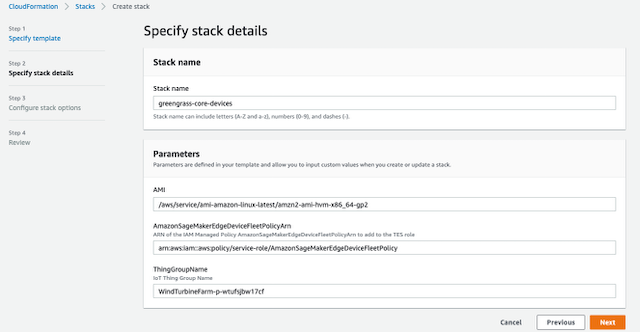 CloudFormation > Stacks > Create stack
Step 1
Specify template
Step 2
Specify stack details
Step 3
Configure stack options
Step 4
Review
Specify stack details
Stack name
Stack name
greengrass-core-devices
Stack name can include letters (A-Z and a-z), numbers (0-9), and dashes (-).
Parameters
Parameters are defined in your template and allow you to input custom values when you create or update a stack.
AMI
/aws/service/ami-amazon-linux-latest/amzn2-ami-hvm-x86_64-gp2
AmazonSageMakerEdgeDeviceFleetPolicyArn
ARN of the IAM Managed Policy AmazonSageMakerEdgeDeviceFleetPolicyArn to add to the TES role
arn:aws:iam::aws:policy/service-role/AmazonSageMakerEdgeDeviceFleetPolicy
ThingGroupName
IoT Thing Group Name
WindTurbineFarm-p-wtufsjbw17cf
Cancel
Previous
Next